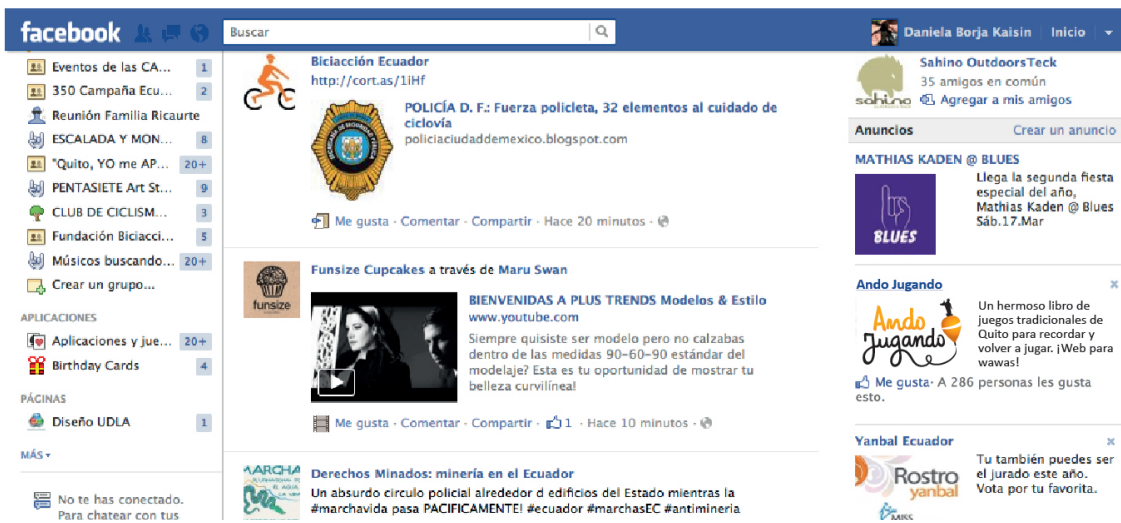 facebook
Buscar
Daniela Borja Kaisin
Inicio
Eventos de las CA... 1
350 Campaña Ecu... 2
Reunión Familia Ricaurte
ESCALADA Y MON... 8
"Quito, YO me AP... 20+
PENTASIETE Art St... 9
CLUB DE CICLISM... 3
Fundación Biciacci... 5
Músicos buscando... 20+
Crear un grupo...
APLICACIONES
Aplicaciones y jue... 20+
Birthday Cards 4
PÁGINAS
Diseño UDLA 1
MÁS
No te has conectado.
Para chatear con tus
Biciacción Ecuador
http://cort.as/1iHf
POLICÍA D. F.: Fuerza policleta, 32 elementos al cuidado de
ciclovía
policiaciudaddemexico.blogspot.com
Me gusta · Comentar · Compartir · Hace 20 minutos ·
funsize
Funsize Cupcakes a través de Maru Swan
BIENVENIDAS A PLUS TRENDS Modelos & Estilo
www.youtube.com
Siempre quisiste ser modelo pero no calzabas
dentro de las medidas 90-60-90 estándar del
modelaje? Esta es tu oportunidad de mostrar tu
belleza curvilínea!
Me gusta · Comentar · Compartir · 1 · Hace 10 minutos ·
Derechos Minados: minería en el Ecuador
Un absurdo circulo policial alrededor d edificios del Estado mientras la
#marchavida pasa PACIFICAMENTE! #ecuador #marchasEC #antimineria
sahino
Sahino OutdoorsTeck
35 amigos en común
Agregar a mis amigos
Anuncios
Crear un anuncio
MATHIAS KADEN @ BLUES
BLUES
Llega la segunda fiesta
especial del año,
Mathias Kaden @ Blues
Sáb.17.Mar
Ando Jugando
Ando
Jugando
Un hermoso libro de
juegos tradicionales de
Quito para recordar y
volver a jugar. ¡Web para
wawas!
Me gusta· A 286 personas les gusta
esto.
Yanbal Ecuador
Rostro
yanbal
MISS
Tu también puedes ser
el jurado este año.
Vota por tu favorita.